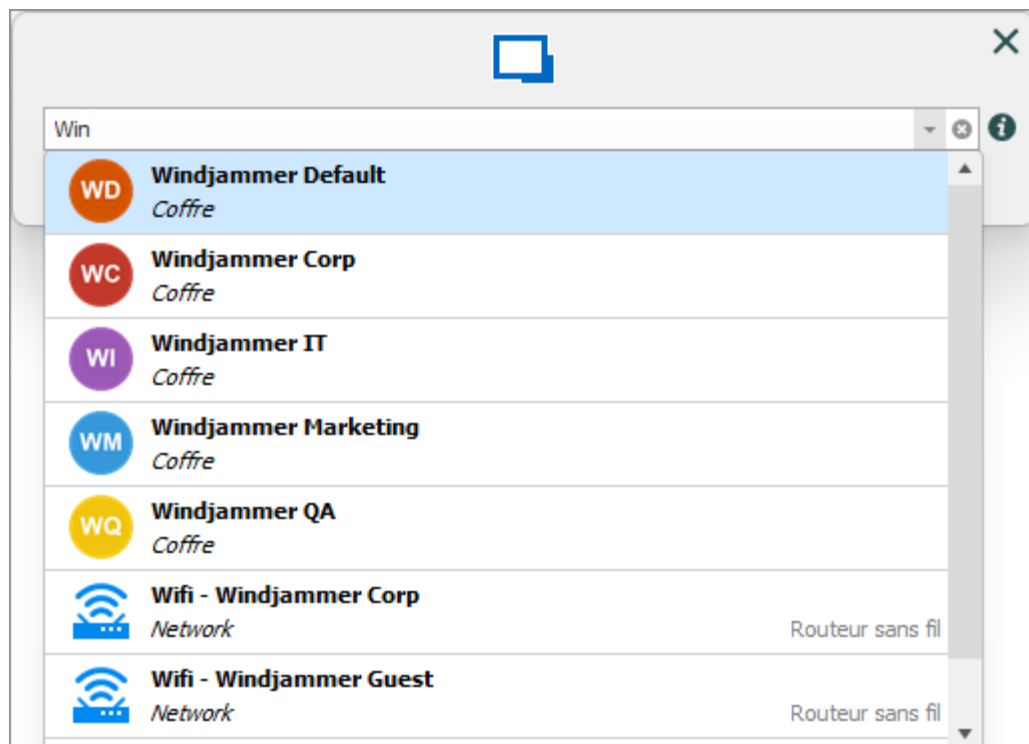 Win
WD
Windjammer Default
Coffre
WC
Windjammer Corp
Coffre
WI
Windjammer IT
Coffre
WM
Windjammer Marketing
Coffre
WQ
Windjammer QA
Coffre
Wifi - Windjammer Corp
Network Routeur sans fil
Wifi - Windjammer Guest
Network Routeur sans fil